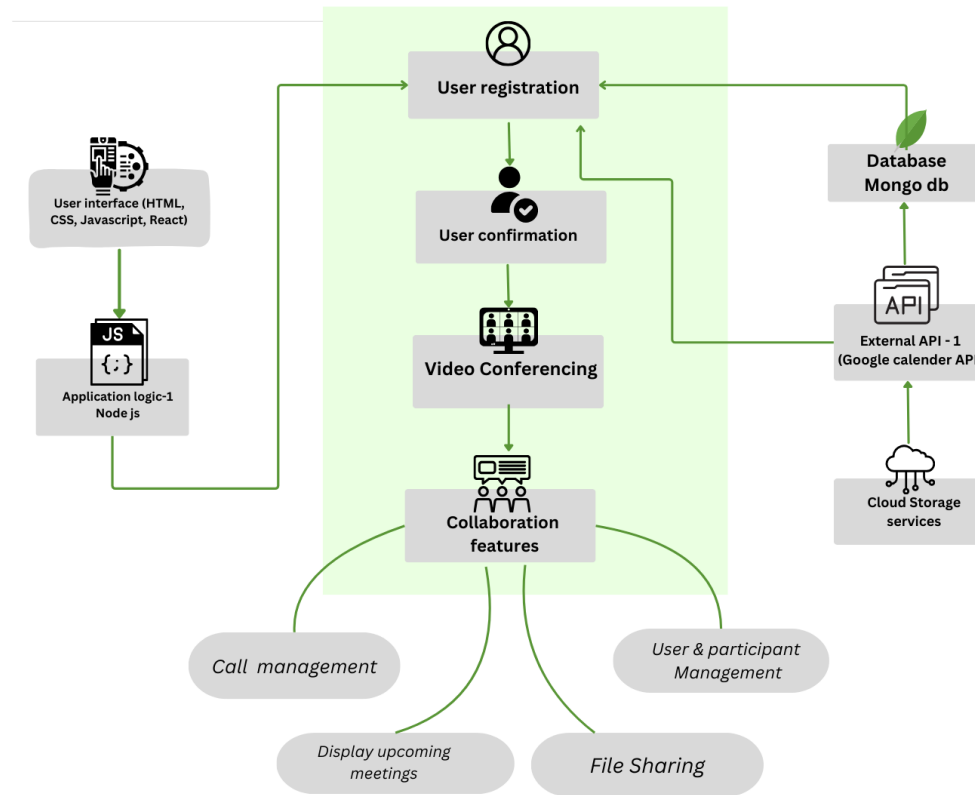 User registration
Database
Mongo db
User interface (HTML,
CSS, Javascript, React)
User confirmation
API
External API - 1
(Google calender API
JS
{;}
Video Conferencing
Application logic-1
Node js
Cloud Storage
services
Collaboration
features
Call management
User & participant
Management
Display upcoming
meetings
File Sharing